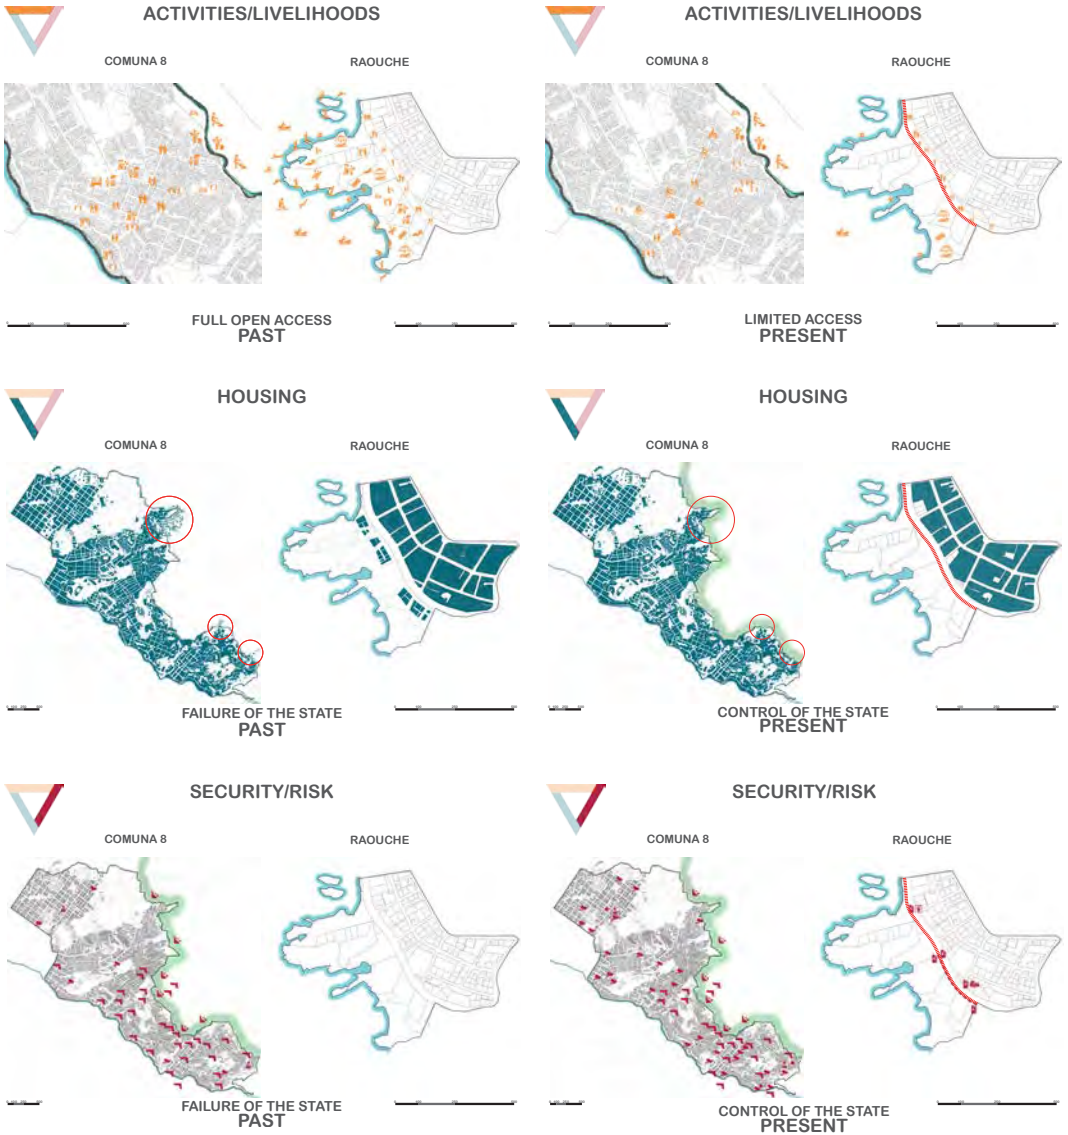 ACTIVITIES/LIVELIHOODS
COMUNA 8
RAOUCHE
FULL OPEN ACCESS
PAST
ACTIVITIES/LIVELIHOODS
COMUNA 8
RAOUCHE
LIMITED ACCESS
PRESENT
HOUSING
COMUNA 8
RAOUCHE
FAILURE OF THE STATE
PAST
HOUSING
COMUNA 8
RAOUCHE
CONTROL OF THE STATE
PRESENT
SECURITY/RISK
COMUNA 8
RAOUCHE
FAILURE OF THE STATE
PAST
SECURITY/RISK
COMUNA 8
RAOUCHE
CONTROL OF THE STATE
PRESENT